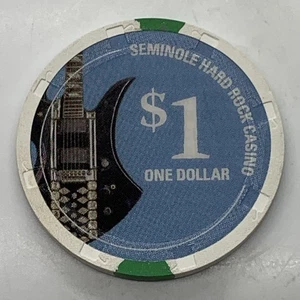 SEMINOLE HARD ROCK CASINO
$1
ONE DOLLAR